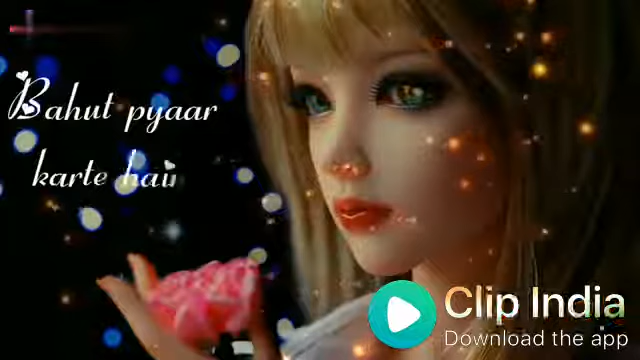 Bahut pyaar
karte hai
Clip India
Download the app